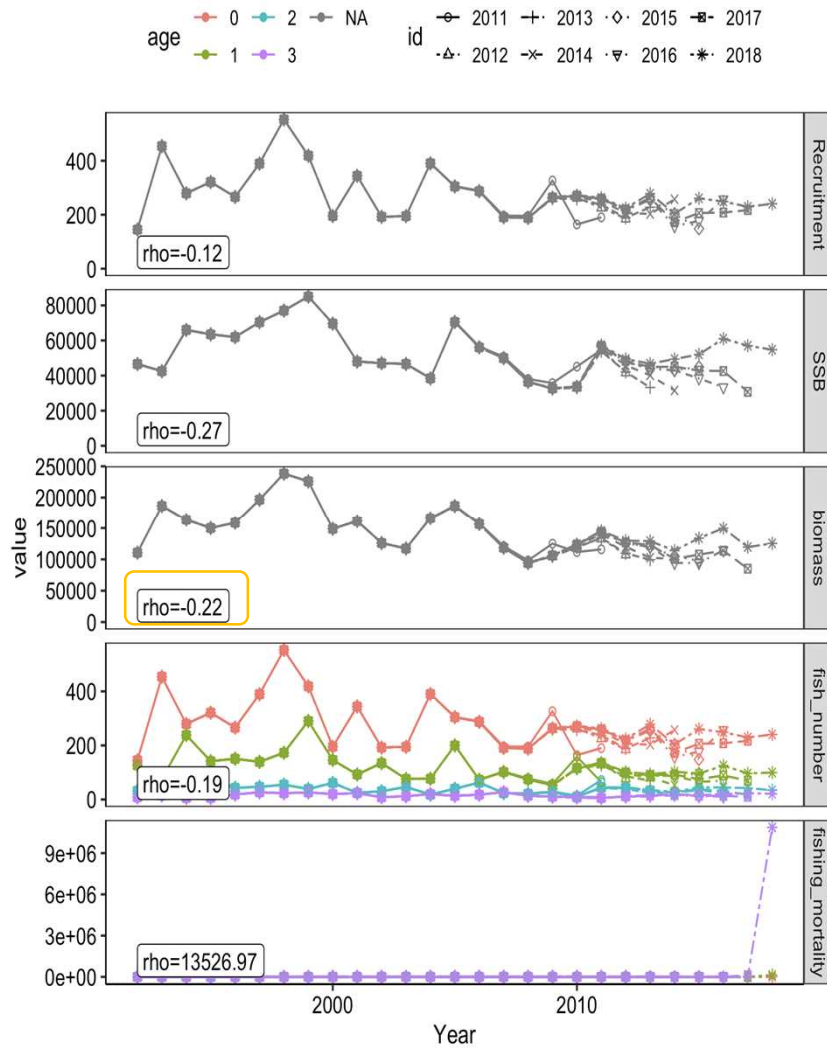 age
0
2
NA
1
3
id
2011
2013
2015
2017
2012
2014
2016
2018
400
200
0
rho=-0.12
Recruitment
80000
60000
40000
20000
0
rho=-0.27
SSB
value
250000
200000
150000
100000
50000
0
rho=-0.22
biomass
400
200
0
rho=-0.19
fish_number
9e+06
6e+06
3e+06
0e+00
rho=13526.97
fishing_mortality
2000
2010
Year